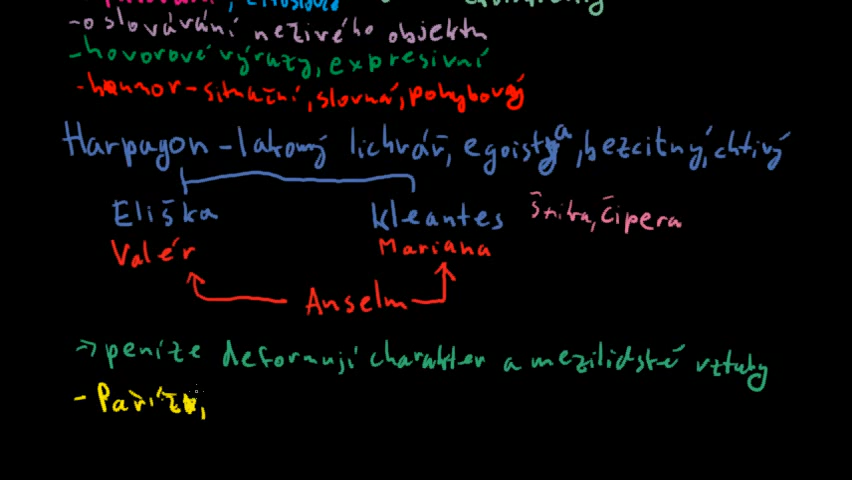 -oslovávání neživého objektu
-hovorové výrazy, expresivní
-humor-situační, slovná, pohybový
Harpagon-lakomý lichvář, egoista, bezcitný, chtivý
Eliška Kleantes Štika, Čipera
Valér Mariana
Anselm
→ peníze deformují charakter a mezilidské vztahy
-Paříž,